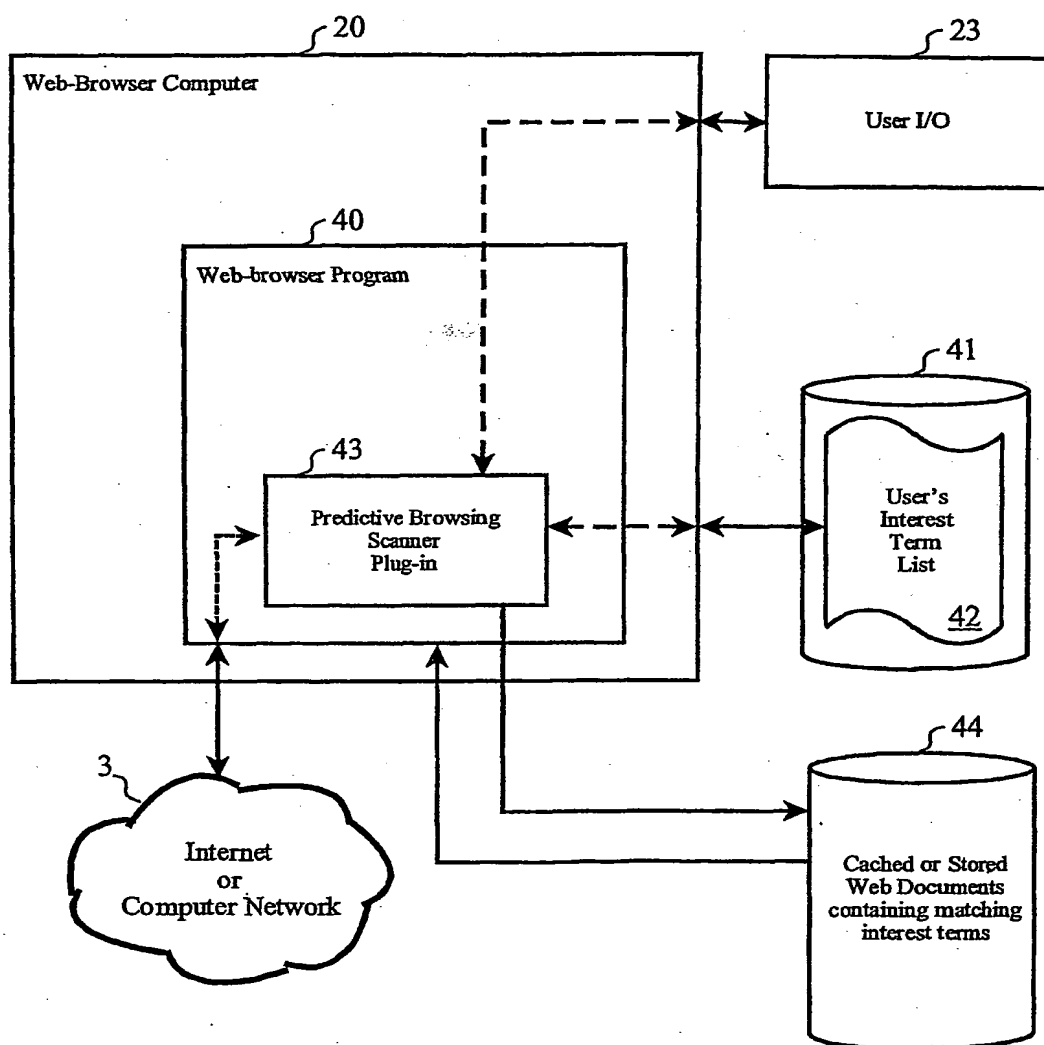 20
23
Web-Browser Computer
User I/O
40
Web-browser Program
41
43
Predictive Browsing
Scanner
Plug-in
User's
Interest
Term
List
42
44
3
Internet
or
Computer Network
Cached or Stored
Web Documents
containing matching
interest terms